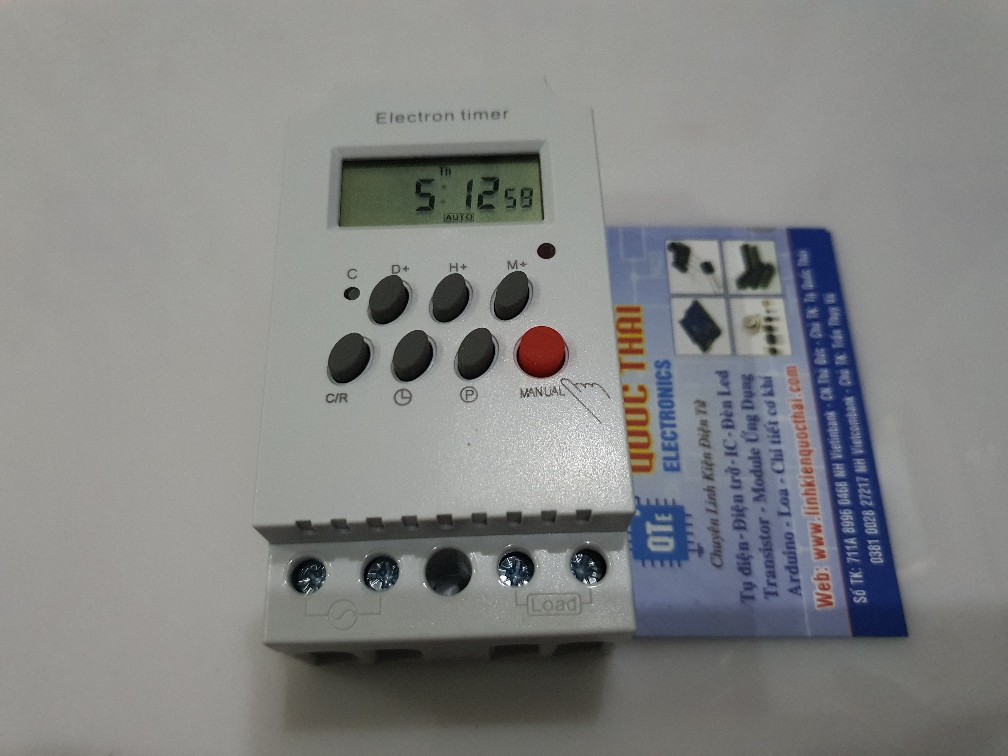 Electron timer
Th
5:12 58
AUTO
C
D+
H+
M+
C/R
P
MANUAL
Load
QUOC THAI
ELECTRONICS
QTE
Chuyên Linh Kiện Điện Tử
Tụ điện - Điện trở - IC - Đèn Led
Transistor - Module Ứng Dụng
Arduino - Loa - Chi tiết cơ khí
Web: www.linhkienquocthai.com
Số TK: 711A 8996 0468 NH Vietinbank - CN Thủ Đức - Chủ TK. Tạ Quốc Thái
0381 0028 27217 NH Vietcombank - Chủ TK. Trần Thụy Vũ